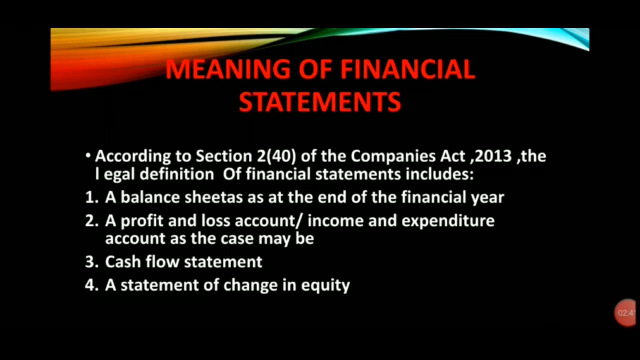 MEANING OF FINANCIAL
STATEMENTS
• According to Section 2(40) of the Companies Act ,2013 ,the
l egal definition Of financial statements includes:
1. A balance sheetas as at the end of the financial year
2. A profit and loss account/ income and expenditure
account as the case may be
3. Cash flow statement
4. A statement of change in equity